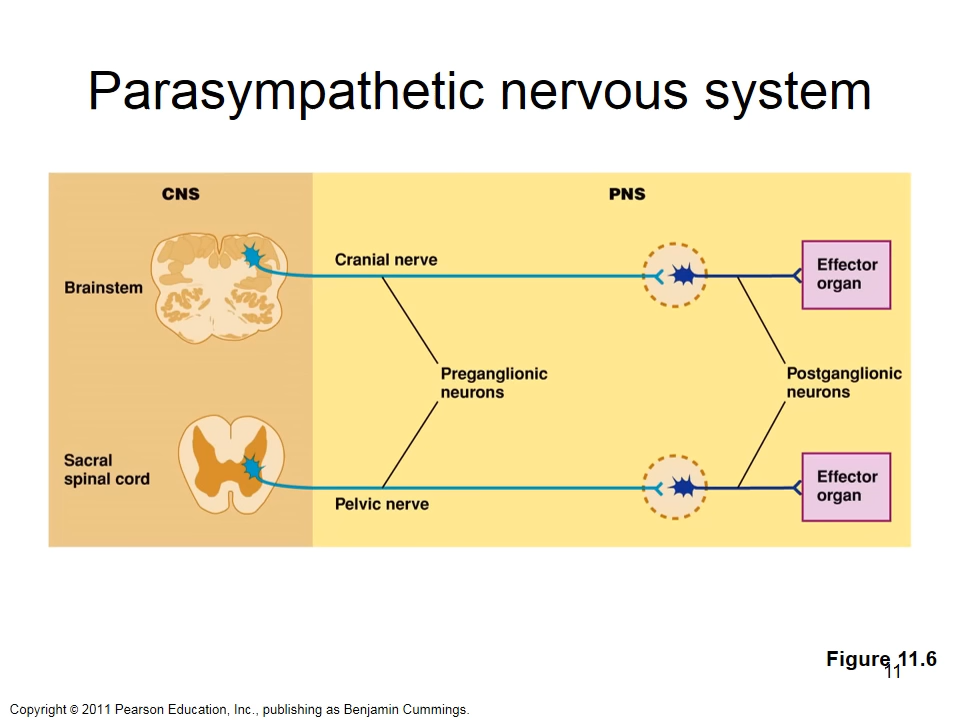 Parasympathetic nervous system
CNS
PNS
Brainstem
Cranial nerve
Effector
organ
Preganglionic
neurons
Postganglionic
neurons
Sacral
spinal cord
Pelvic nerve
Effector
organ
Figure 11.6
11
Copyright © 2011 Pearson Education, Inc., publishing as Benjamin Cummings.